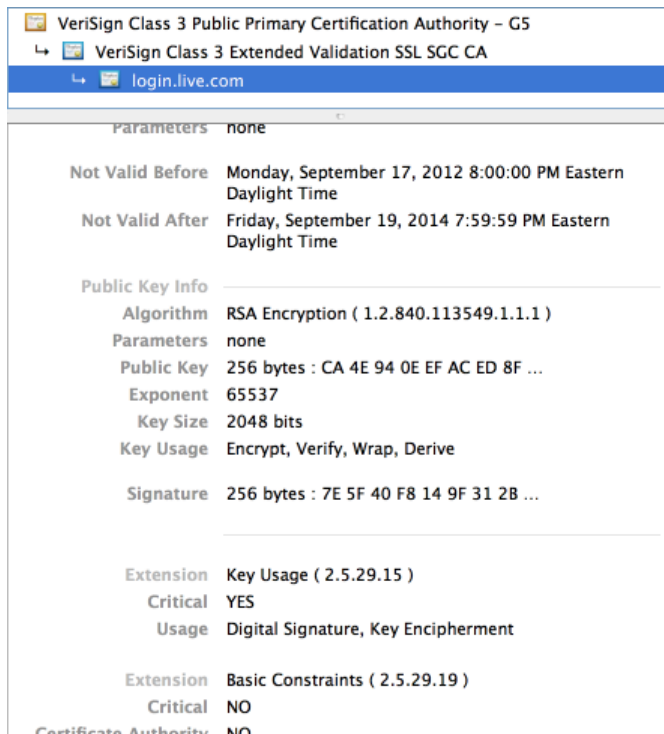 VeriSign Class 3 Public Primary Certification Authority – G5
↳ VeriSign Class 3 Extended Validation SSL SGC CA
↳ login.live.com
Parameters none
Not Valid Before Monday, September 17, 2012 8:00:00 PM Eastern
Daylight Time
Not Valid After Friday, September 19, 2014 7:59:59 PM Eastern
Daylight Time
Public Key Info
Algorithm RSA Encryption ( 1.2.840.113549.1.1.1 )
Parameters none
Public Key 256 bytes : CA 4E 94 0E EF AC ED 8F ...
Exponent 65537
Key Size 2048 bits
Key Usage Encrypt, Verify, Wrap, Derive
Signature 256 bytes : 7E 5F 40 F8 14 9F 31 2B ...
Extension Key Usage ( 2.5.29.15 )
Critical YES
Usage Digital Signature, Key Encipherment
Extension Basic Constraints ( 2.5.29.19 )
Critical NO
Certificate Authority NO